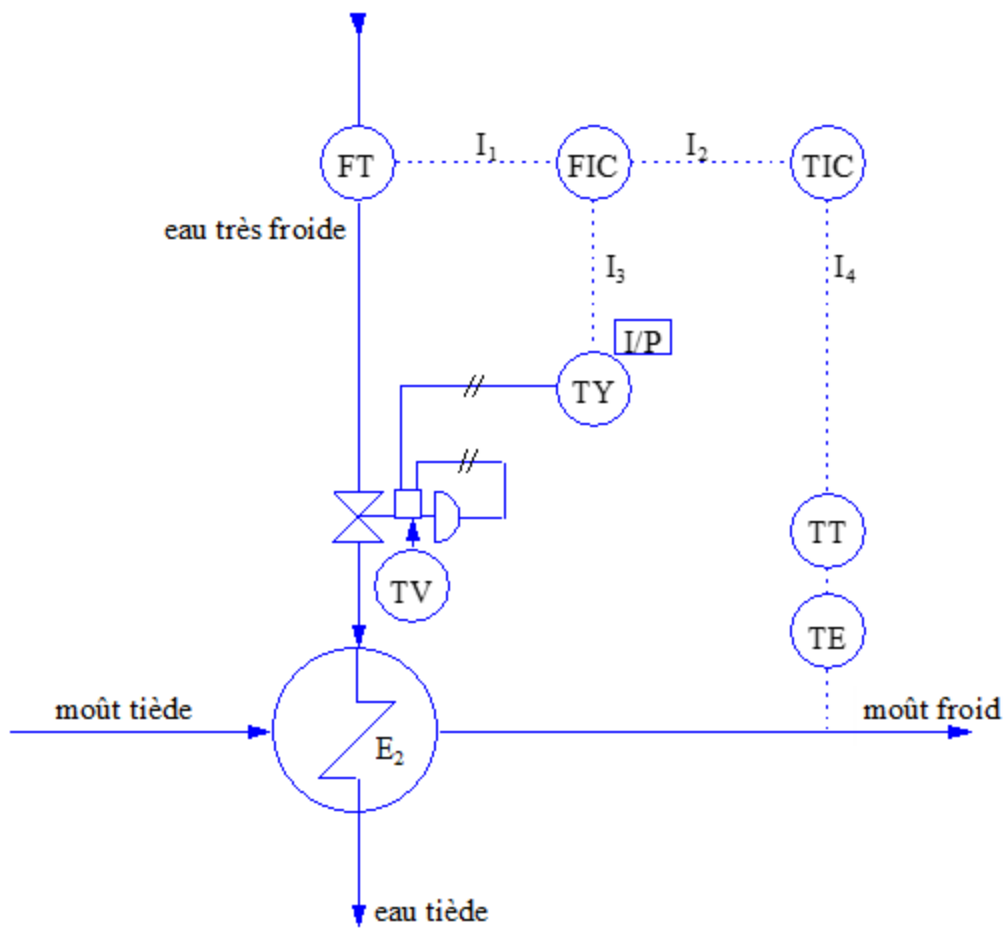 FT
I₁
FIC
I₂
TIC
eau très froide
I₃
I₄
I/P
TY
TT
TV
TE
moût tiède
E₂
moût froid
eau tiède